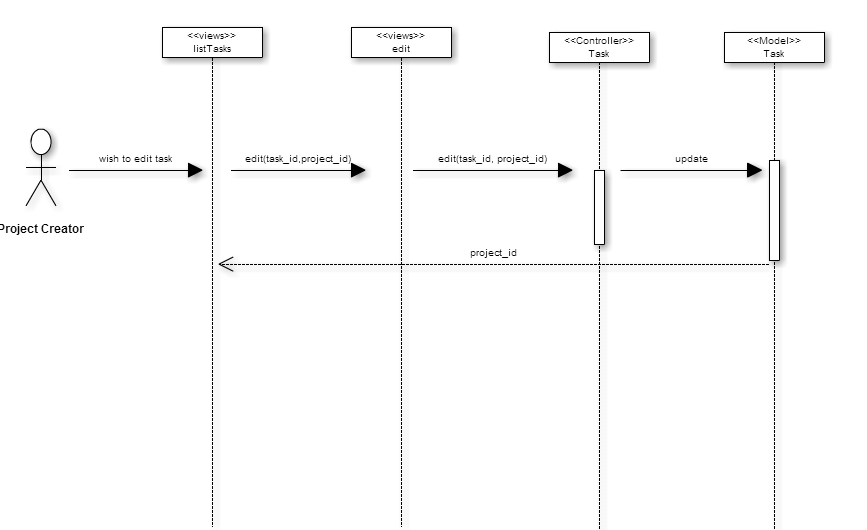 <<views>>
listTasks
<<views>>
edit
<<Controller>>
Task
<<Model>>
Task
wish to edit task
edit(task_id,project_id)
edit(task_id, project_id)
update
Project Creator
project_id